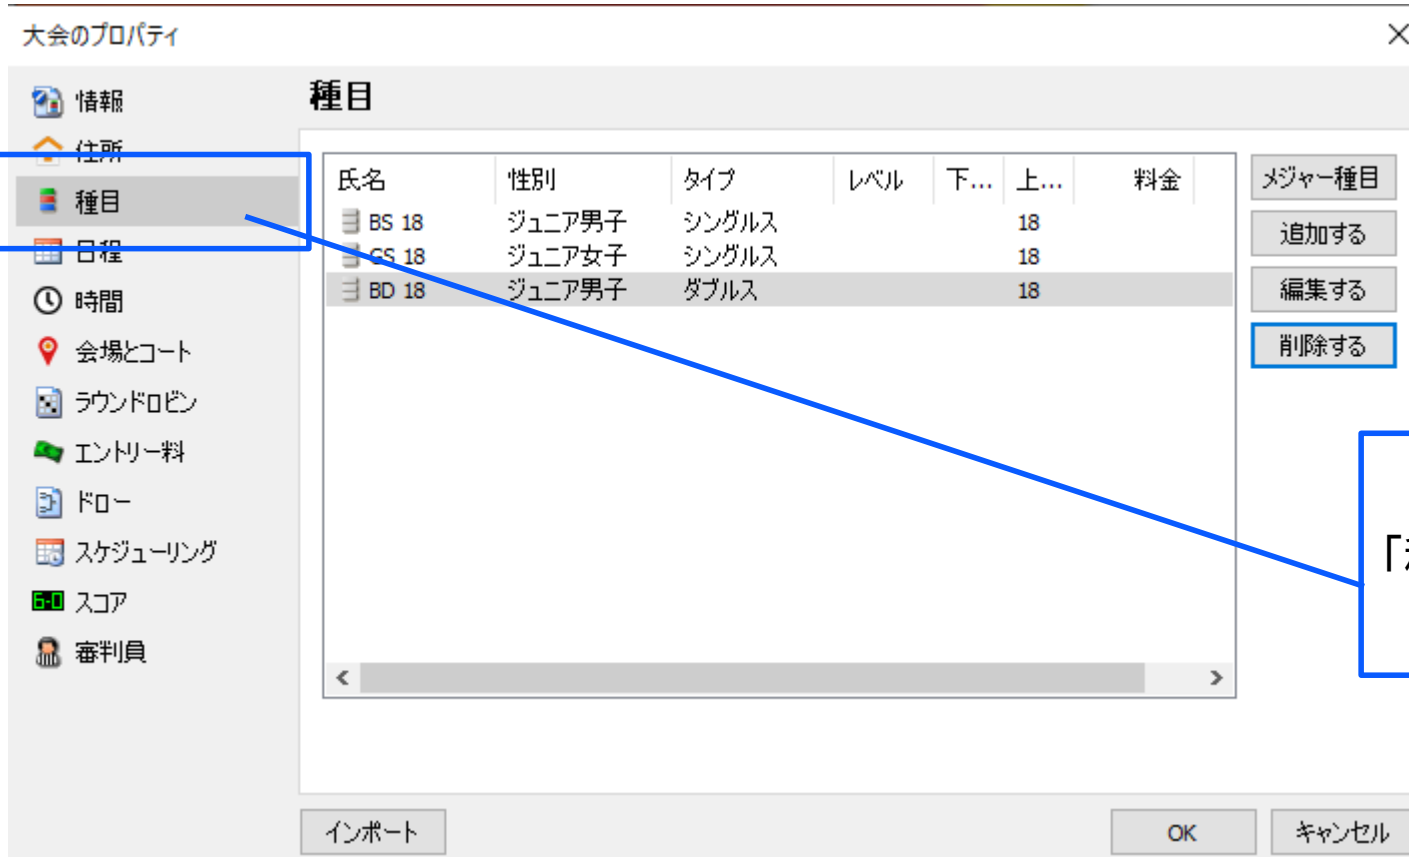 大会のプロパティ
情報
住所
種目
日程
時間
会場とコート
ラウンドロビン
エントリー料
ドロー
スケジューリング
6-0 スコア
審判員
種目
氏名 性別 タイプ レベル 下... 上... 料金
BS 18 ジュニア男子 シングルス 18
GS 18 ジュニア女子 シングルス 18
BD 18 ジュニア男子 ダブルス 18
メジャー種目
追加する
編集する
削除する
「
インポート
OK
キャンセル